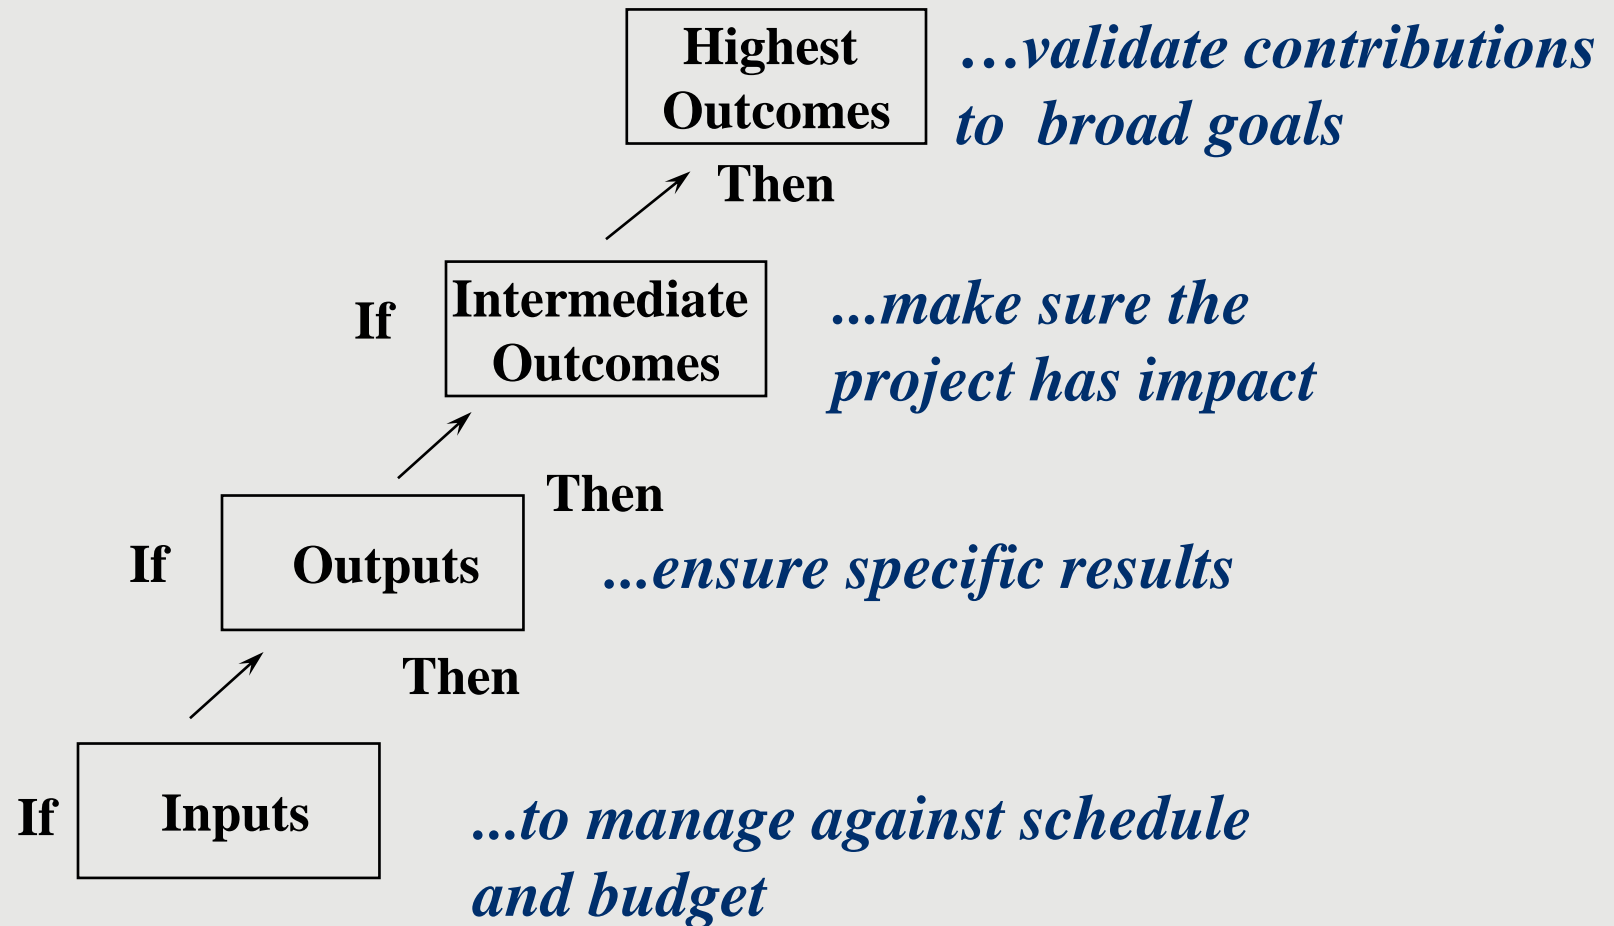 Highest
Outcomes
…validate contributions
to broad goals
Then
If
Intermediate
Outcomes
...make sure the
project has impact
Then
If
Outputs
...ensure specific results
Then
If
Inputs
...to manage against schedule
and budget